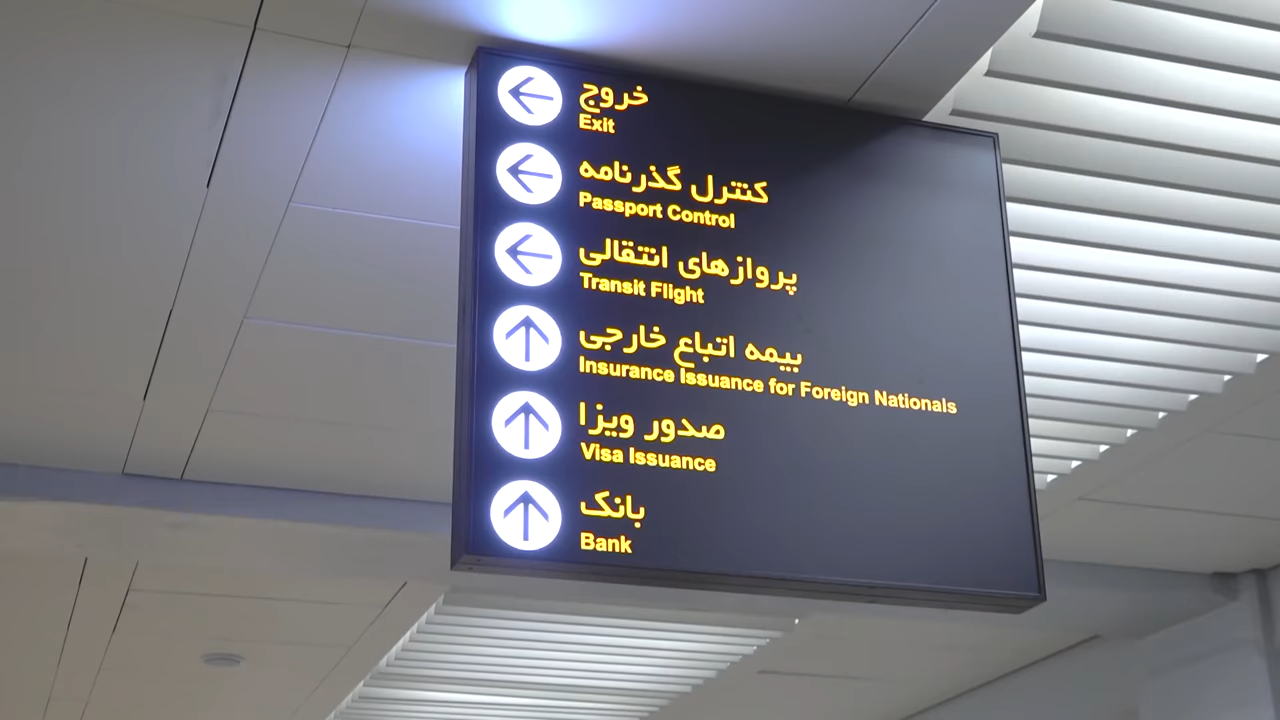 خروج
Exit
کنترل گذرنامه
Passport Control
پروازهای انتقالی
Transit Flight
بیمه اتباع خارجی
Insurance Issuance for Foreign Nationals
صدور ویزا
Visa Issuance
بانک
Bank